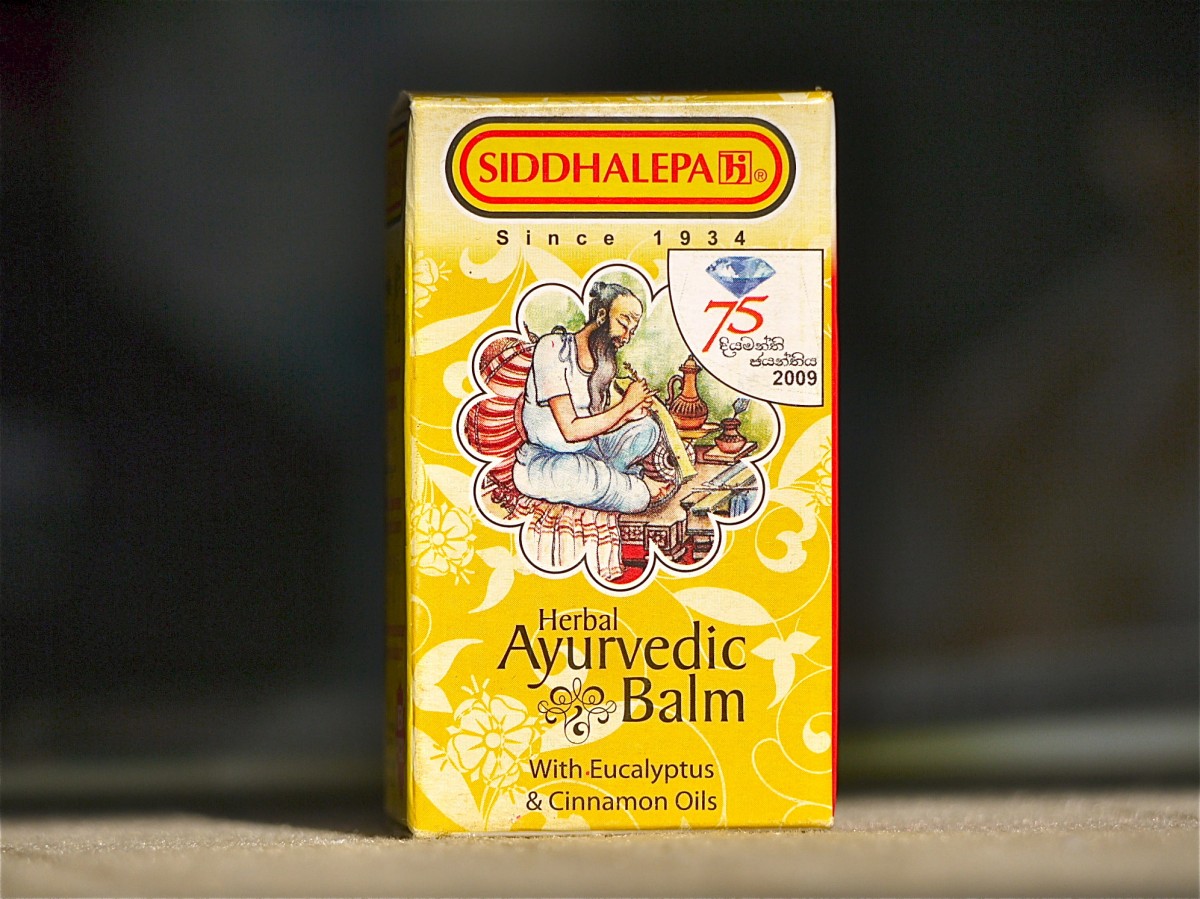 SIDDHALEPA H ®
Since 1934
75
දියමන්ති
ජයන්තිය
2009
Herbal
Ayurvedic
Balm
With Eucalyptus
& Cinnamon Oils